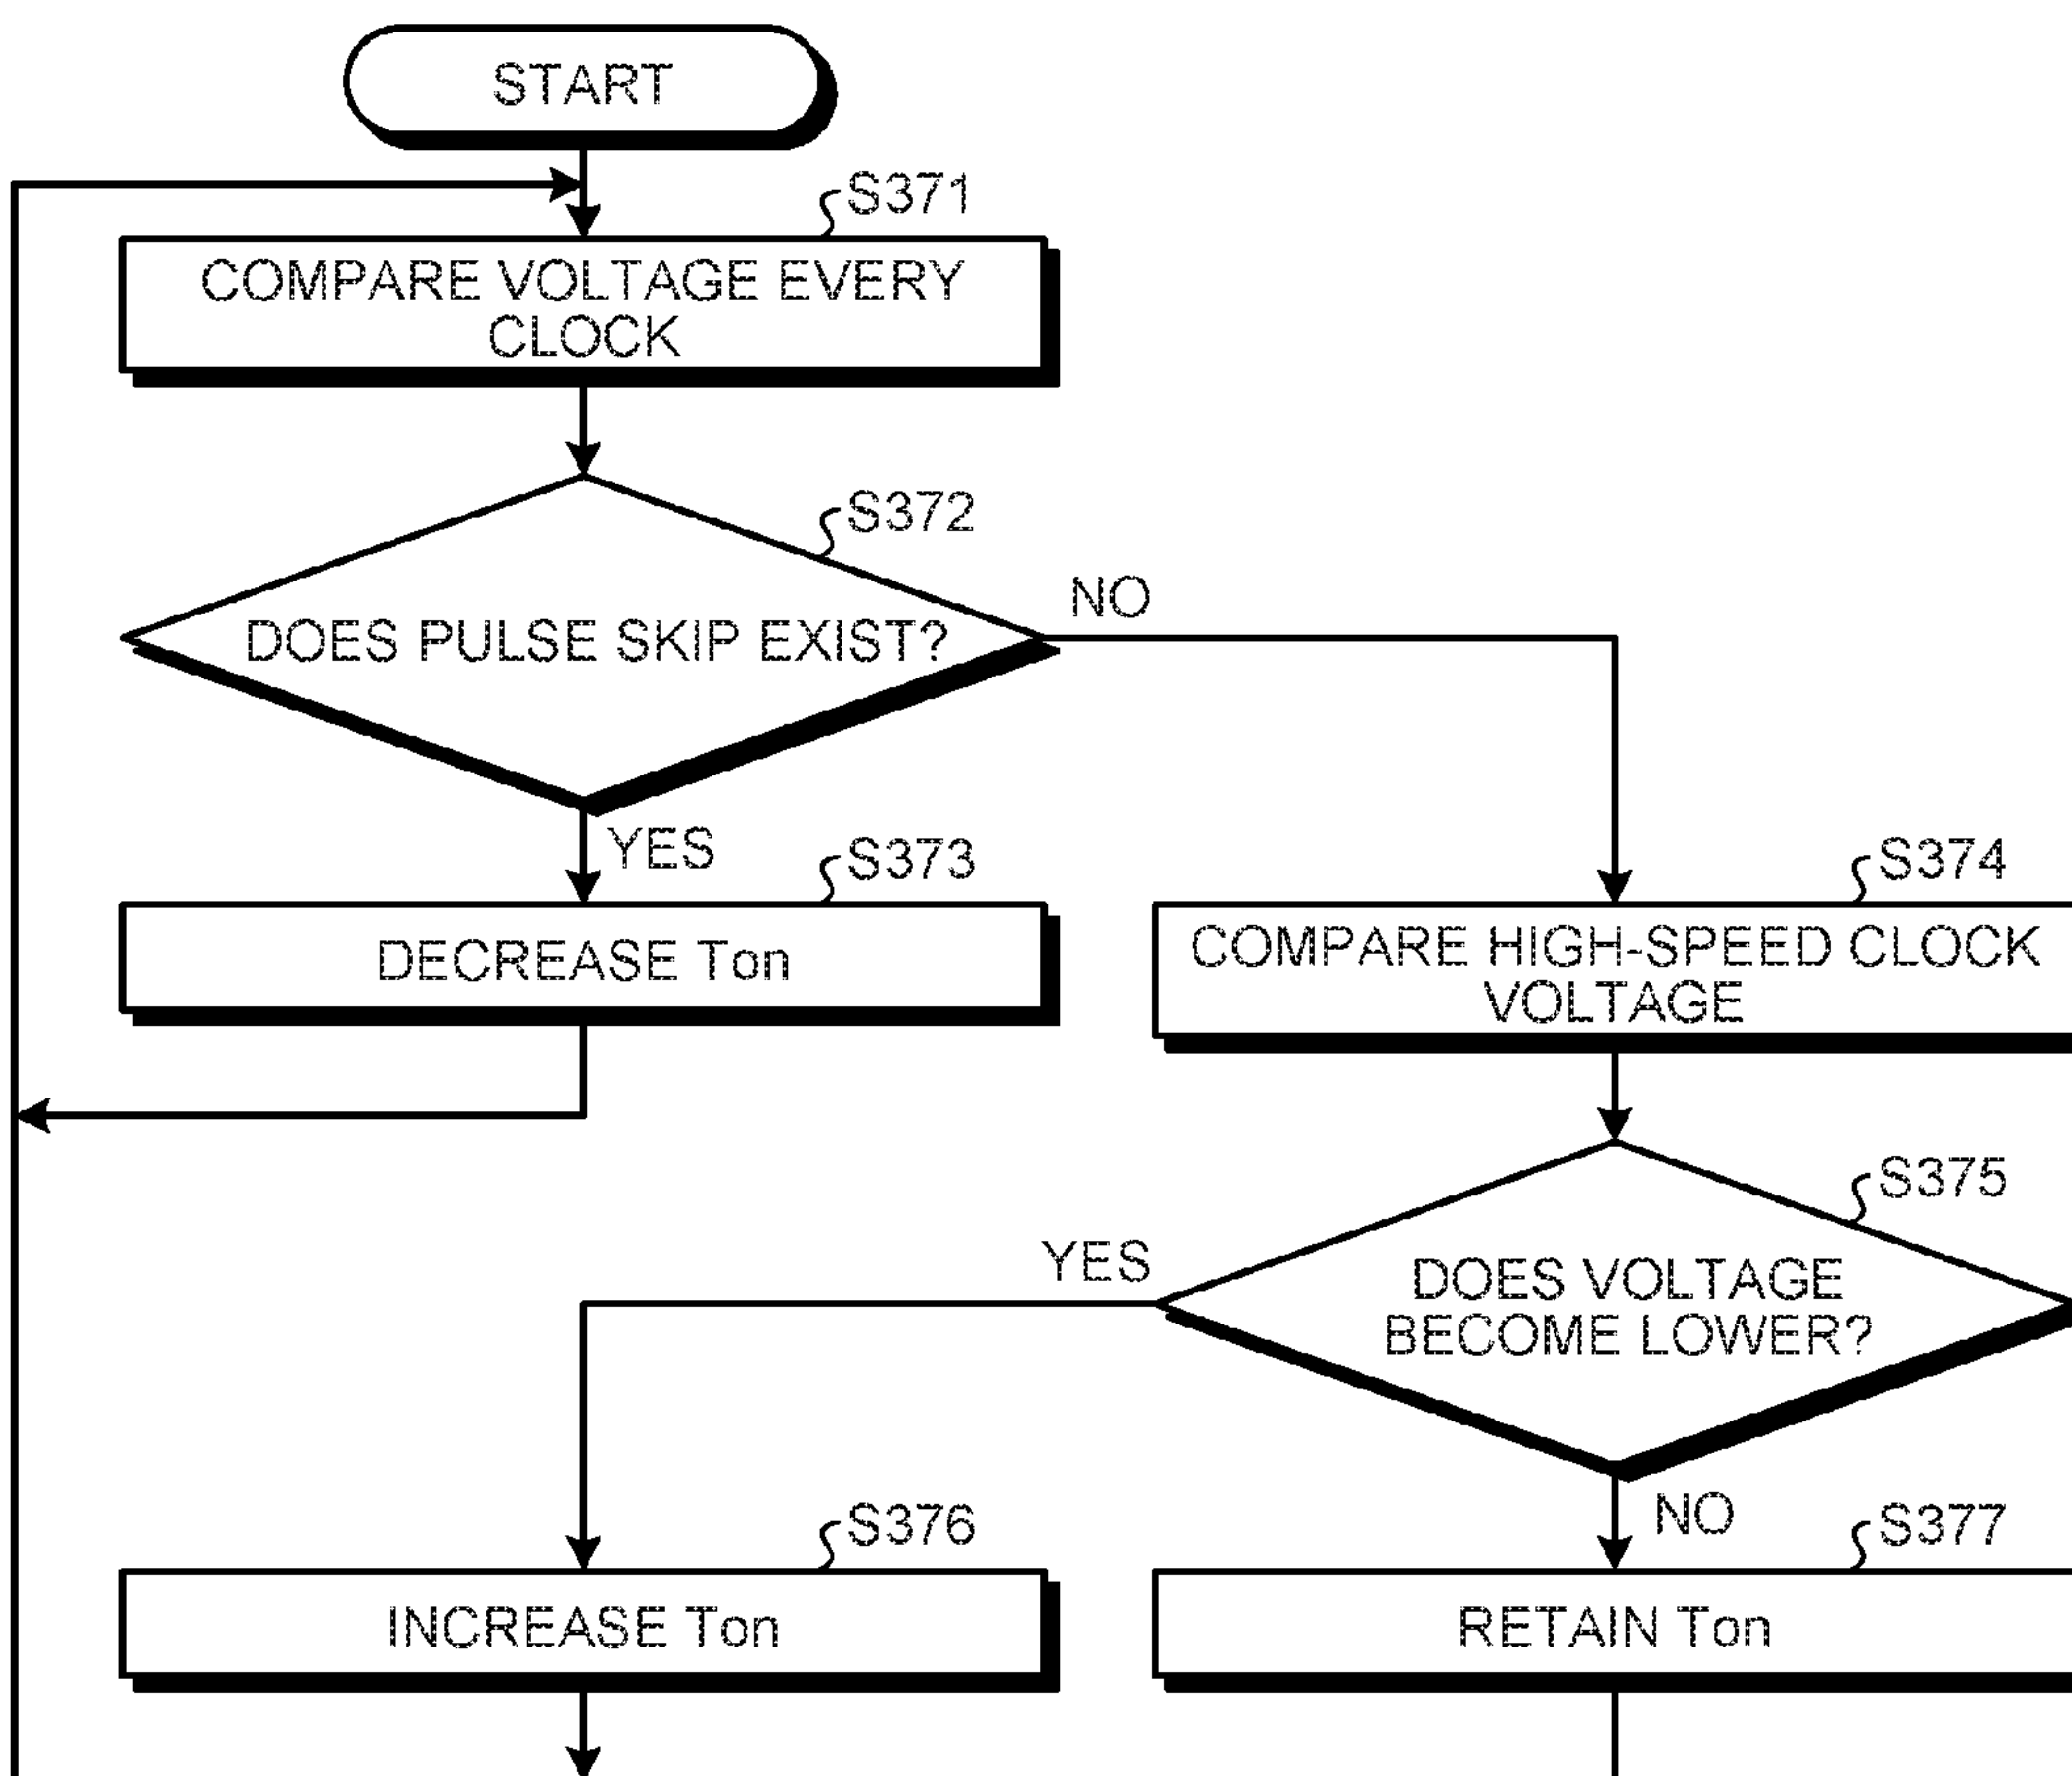 START
S371
COMPARE VOLTAGE EVERY
CLOCK
S372
DOES PULSE SKIP EXIST?
NO
YES
S373
DECREASE Ton
S374
COMPARE HIGH-SPEED CLOCK
VOLTAGE
S375
DOES VOLTAGE
BECOME LOWER?
YES
NO
S376
INCREASE Ton
S377
RETAIN Ton